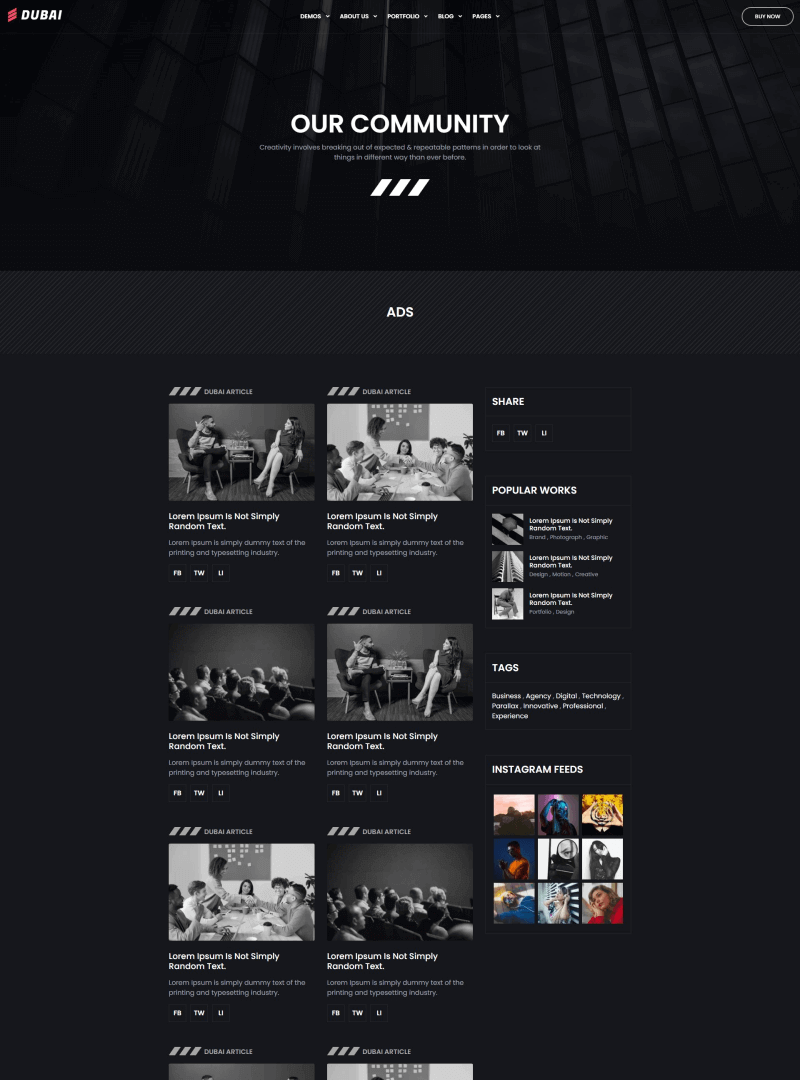 DUBAI
DEMOS
ABOUT US
PORTFOLIO
BLOG
PAGES
BUY NOW
OUR COMMUNITY
Creativity involves breaking out of expected & repeatable patterns in order to look at
things in different way than ever before.
ADS
DUBAI ARTICLE
Lorem Ipsum Is Not Simply
Random Text.
Lorem Ipsum is simply dummy text of the
printing and typesetting industry.
FB TW LI
DUBAI ARTICLE
Lorem Ipsum Is Not Simply
Random Text.
Lorem Ipsum is simply dummy text of the
printing and typesetting industry.
FB TW LI
DUBAI ARTICLE
Lorem Ipsum Is Not Simply
Random Text.
Lorem Ipsum is simply dummy text of the
printing and typesetting industry.
FB TW LI
DUBAI ARTICLE
Lorem Ipsum Is Not Simply
Random Text.
Lorem Ipsum is simply dummy text of the
printing and typesetting industry.
FB TW LI
DUBAI ARTICLE
Lorem Ipsum Is Not Simply
Random Text.
Lorem Ipsum is simply dummy text of the
printing and typesetting industry.
FB TW LI
DUBAI ARTICLE
Lorem Ipsum Is Not Simply
Random Text.
Lorem Ipsum is simply dummy text of the
printing and typesetting industry.
FB TW LI
DUBAI ARTICLE
DUBAI ARTICLE
SHARE
FB TW LI
POPULAR WORKS
Lorem Ipsum Is Not Simply
Random Text.
Brand , Photograph , Graphic
Lorem Ipsum Is Not Simply
Random Text.
Design , Motion , Creative
Lorem Ipsum Is Not Simply
Random Text.
Portfolio , Design
TAGS
Business , Agency , Digital , Technology ,
Parallax , Innovative , Professional ,
Experience
INSTAGRAM FEEDS